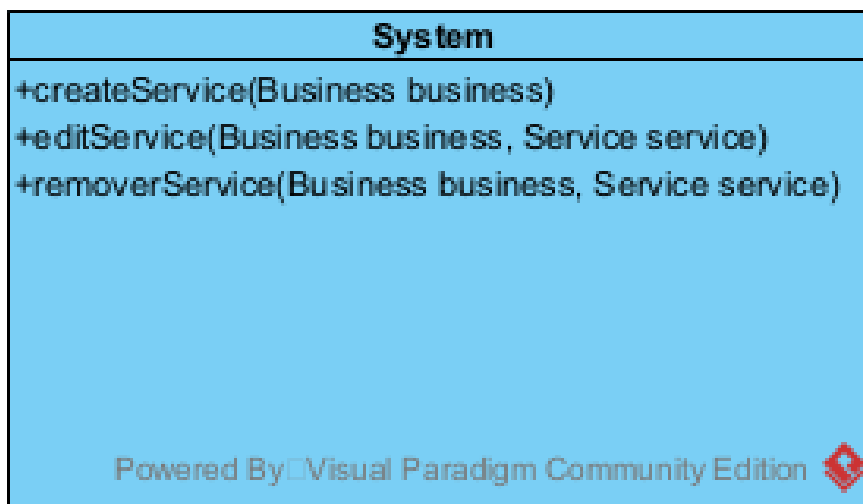 System
+createService(Business business)
+editService(Business business, Service service)
+removerService(Business business, Service service)
Powered By Visual Paradigm Community Edition